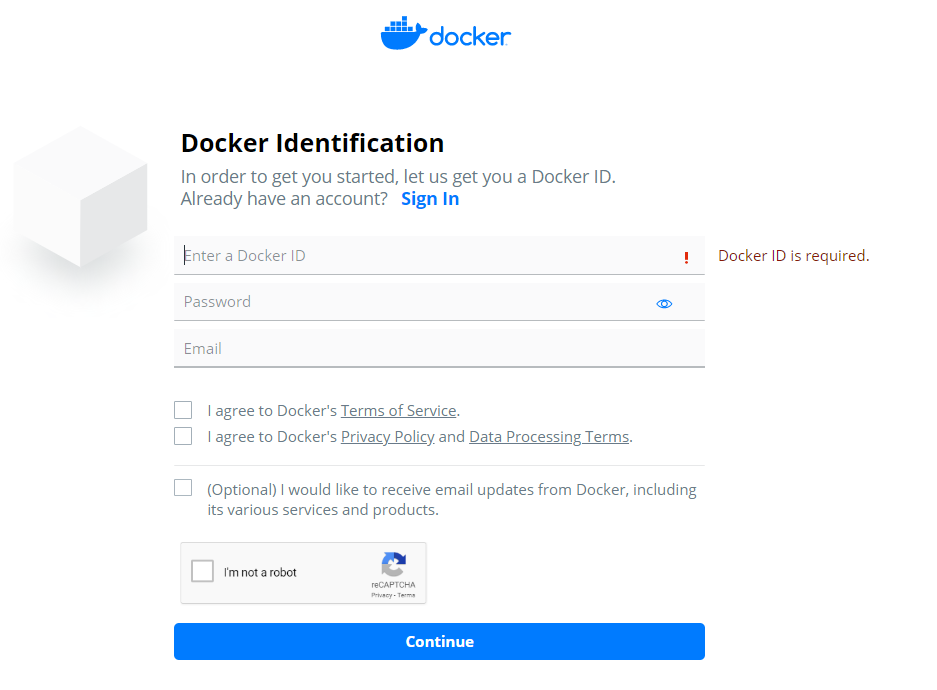 docker
Docker Identification
In order to get you started, let us get you a Docker ID.
Already have an account? Sign In
Enter a Docker ID
! Docker ID is required.
Password
Email
I agree to Docker's Terms of Service.
I agree to Docker's Privacy Policy and Data Processing Terms.
(Optional) I would like to receive email updates from Docker, including
its various services and products.
I'm not a robot
reCAPTCHA
Privacy - Terms
Continue